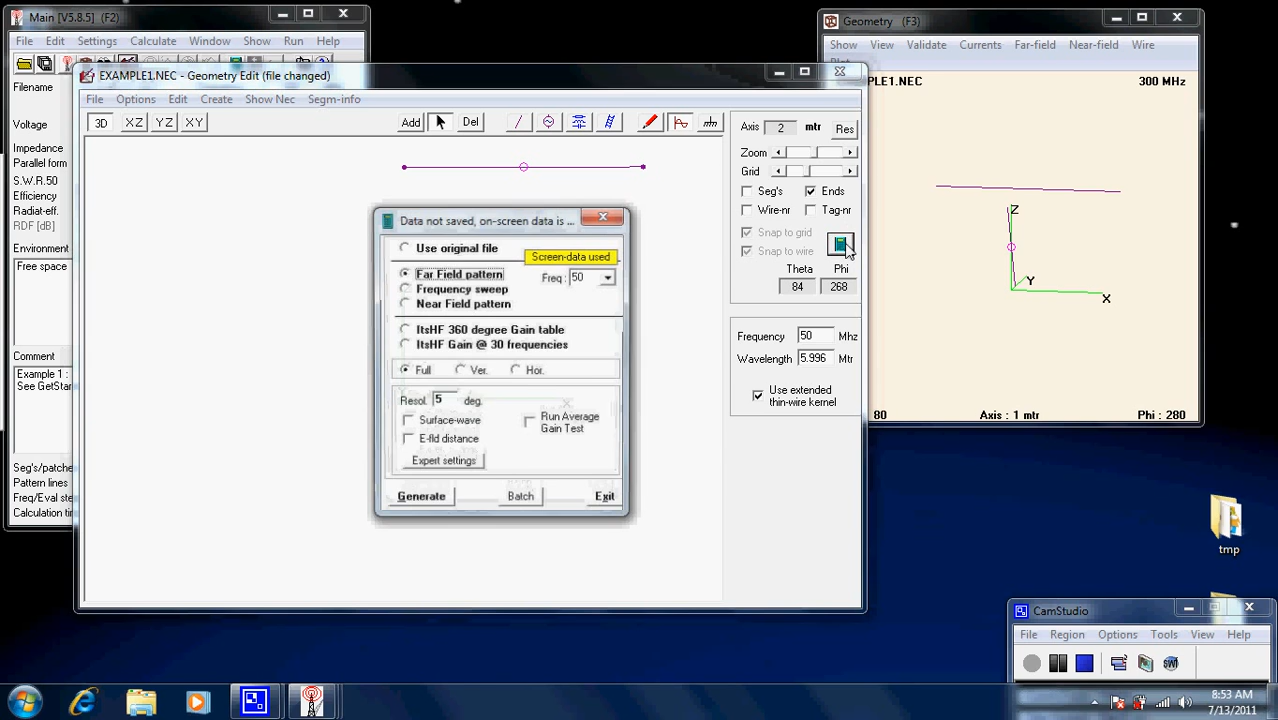 Main [V5.8.5] (F2)
File Edit Settings Calculate Window Show Run Help
Filename
Voltage
Impedance
Parallel form
S.W.R.50
Efficiency
Radiat-eff.
RDF [dB]
Environment
Free space
Comment
Example 1 :
See GetStar
Seg's/patche
Pattern lines
Freq/Eval ste
Calculation tir
EXAMPLE1.NEC - Geometry Edit (file changed)
File Options Edit Create Show Nec Segm-info
3D XZ YZ XY Add Del
Axis 2 mtr Res
Zoom
Grid
Seg's Ends
Wire-nr Tag-nr
Snap to grid
Snap to wire
Theta Phi
84 268
Frequency 50 Mhz
Wavelength 5.996 Mtr
Use extended
thin-wire kernel
Data not saved, on-screen data is ...
Use original file
Screen-data used
Far Field pattern Freq : 50
Frequency sweep
Near Field pattern
ItsHF 360 degree Gain table
ItsHF Gain @ 30 frequencies
Full Ver. Hor.
Resol. 5 deg.
Surface-wave
E-fld distance
Run Average
Gain Test
Expert settings
Generate Batch Exit
Geometry (F3)
Show View Validate Currents Far-field Near-field Wire
Plot
PLE1.NEC 300 MHz
Z
Y
X
80 Axis : 1 mtr Phi : 280
tmp
CamStudio
File Region Options Tools View Help
SWF
8:53 AM
7/13/2011